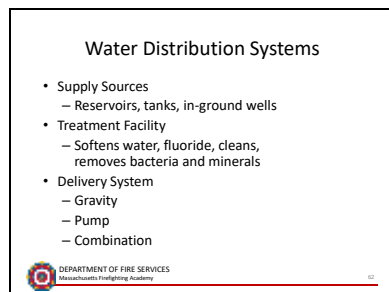 Water Distribution Systems
• Supply Sources
– Reservoirs, tanks, in-ground wells
• Treatment Facility
– Softens water, fluoride, cleans,
removes bacteria and minerals
• Delivery System
– Gravity
– Pump
– Combination
DEPARTMENT OF FIRE SERVICES
Massachusetts Firefighting Academy
62